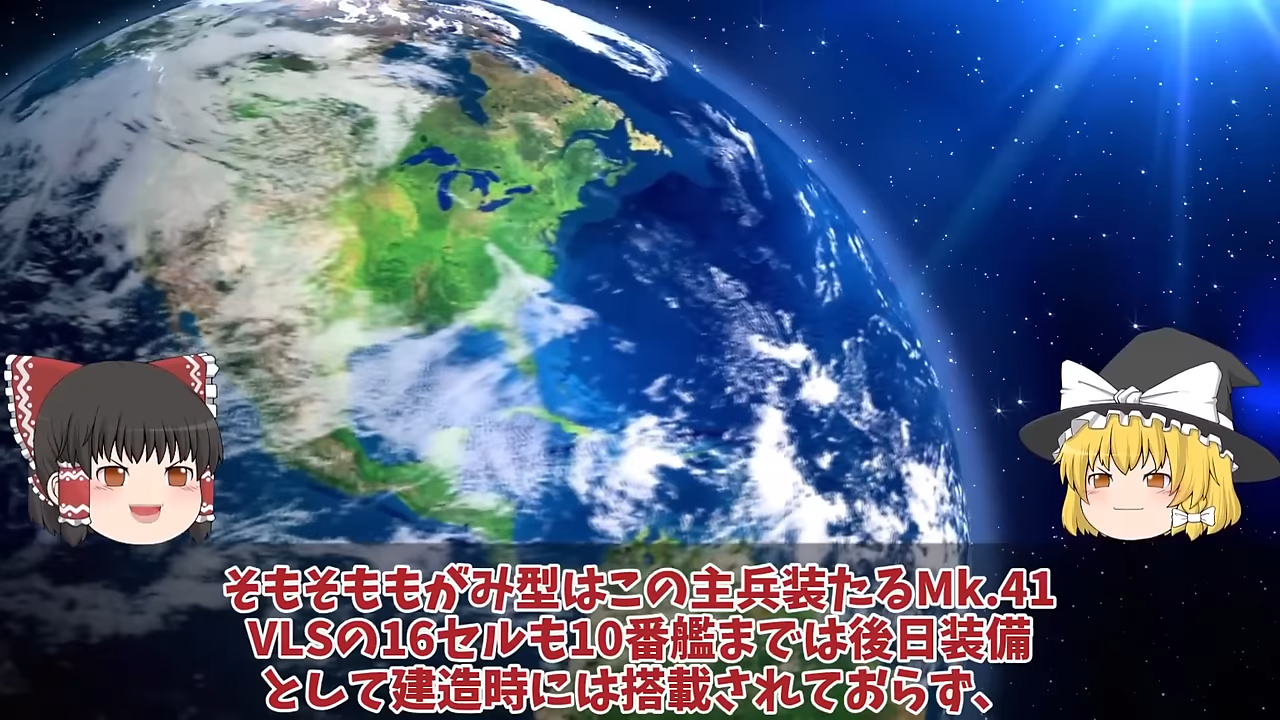 そもそももがみ型はこの主兵装たるMk.41
VLSの16セルも10番艦までは後日装備
として建造時には搭載されておらず、